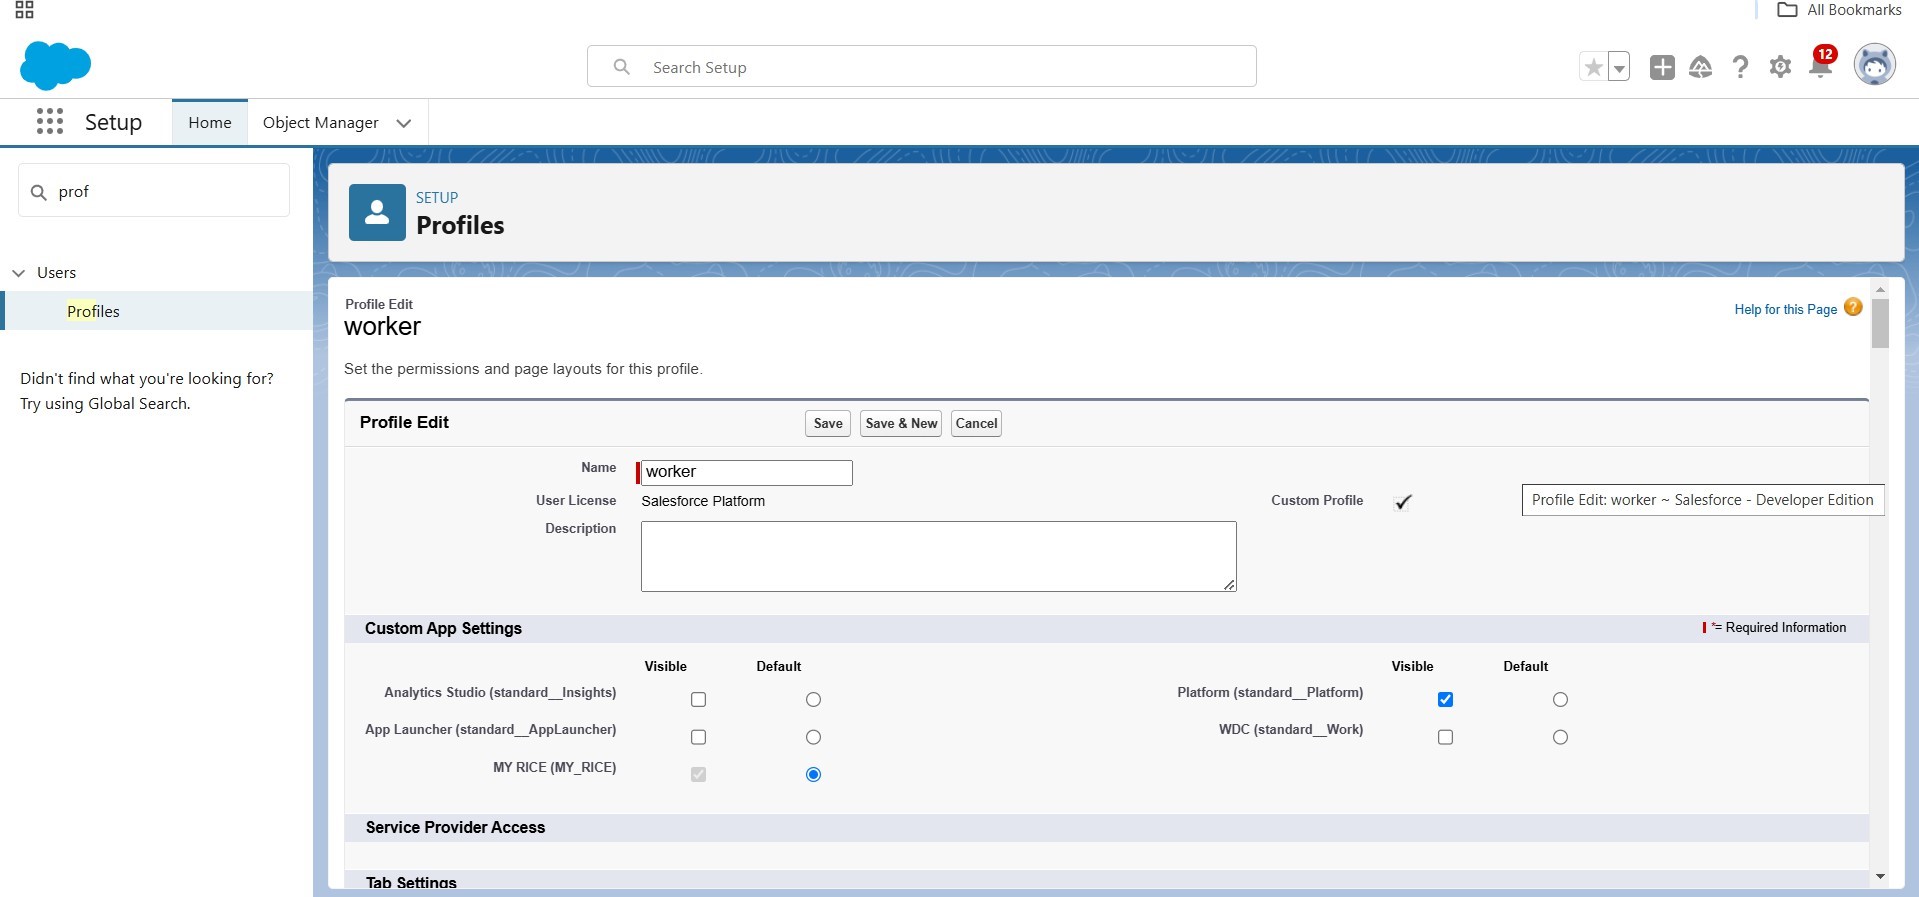 All Bookmarks
Search Setup
12
Setup
Home
Object Manager
prof
SETUP
Profiles
Users
Profiles
Didn't find what you're looking for?
Try using Global Search.
Profile Edit
worker
Help for this Page ?
Set the permissions and page layouts for this profile.
Profile Edit
Save
Save & New
Cancel
Name
worker
User License
Salesforce Platform
Custom Profile
Profile Edit: worker ~ Salesforce - Developer Edition
Description
Custom App Settings
*= Required Information
Visible
Default
Visible
Default
Analytics Studio (standard__Insights)
Platform (standard__Platform)
App Launcher (standard__AppLauncher)
WDC (standard__Work)
MY RICE (MY_RICE)
Service Provider Access
Tab Settings